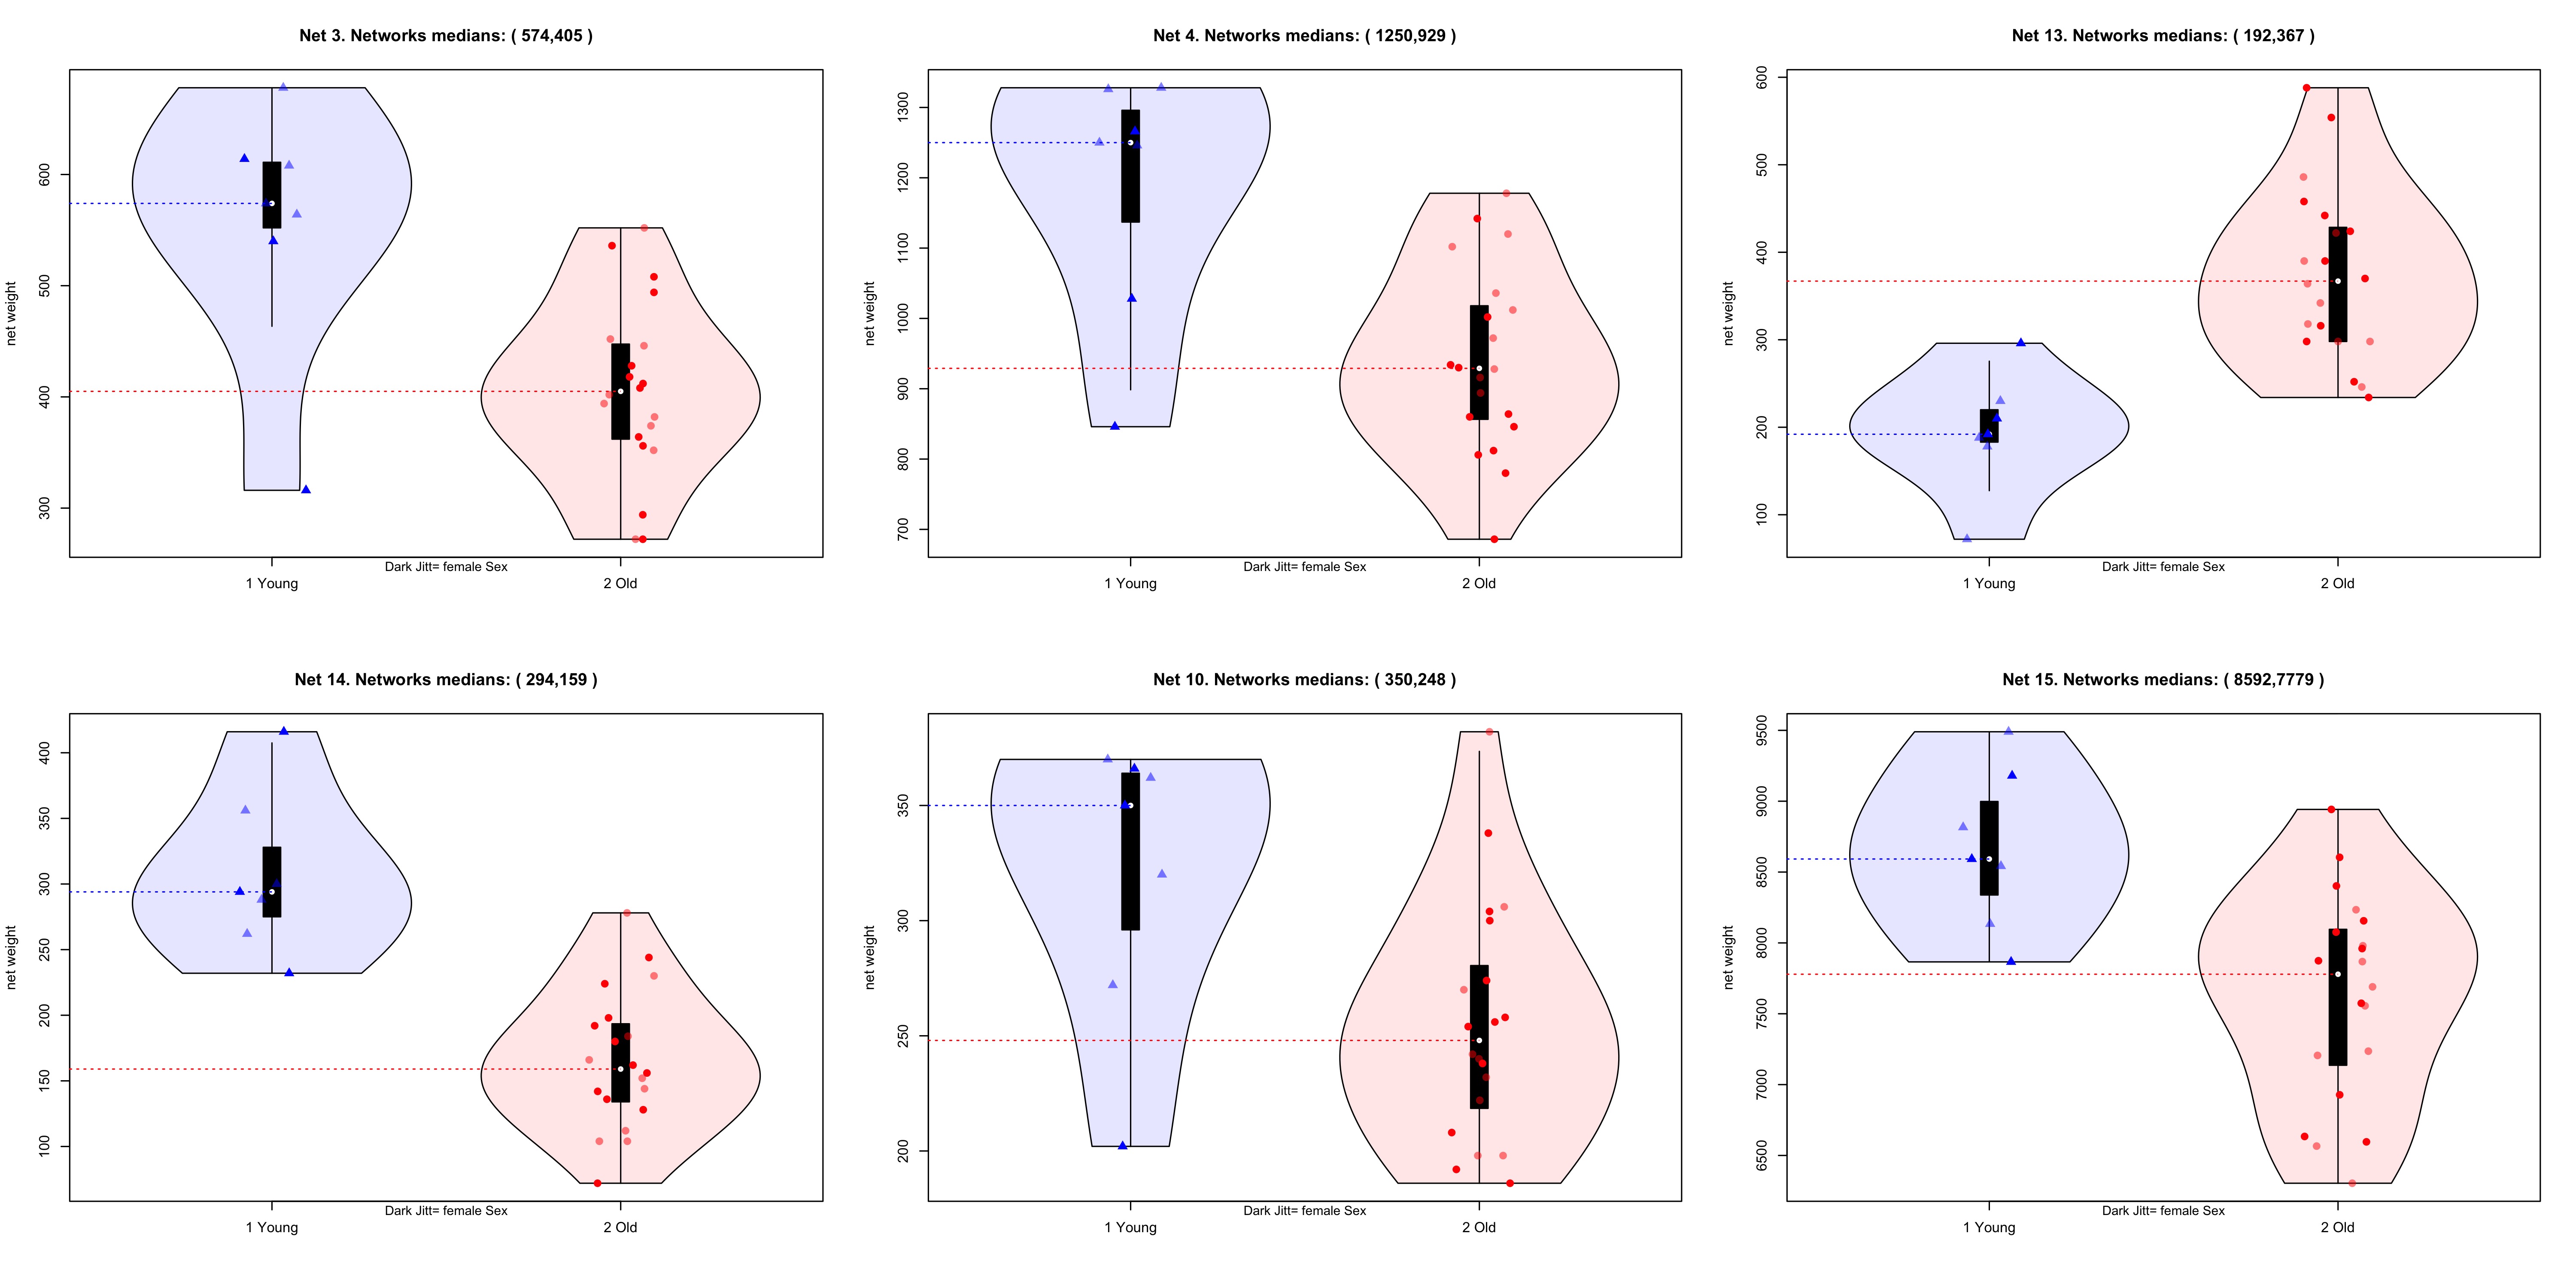 Net 3. Networks medians: ( 574,405 )
net weight
600
500
400
300
1 Young
Dark Jitt= female Sex
2 Old
Net 4. Networks medians: ( 1250,929 )
net weight
1300
1200
1100
1000
900
800
700
1 Young
Dark Jitt= female Sex
2 Old
Net 13. Networks medians: ( 192,367 )
net weight
600
500
400
300
200
100
1 Young
Dark Jitt= female Sex
2 Old
Net 14. Networks medians: ( 294,159 )
net weight
400
350
300
250
200
150
100
1 Young
Dark Jitt= female Sex
2 Old
Net 10. Networks medians: ( 350,248 )
net weight
350
300
250
200
1 Young
Dark Jitt= female Sex
2 Old
Net 15. Networks medians: ( 8592,7779 )
net weight
9500
9000
8500
8000
7500
7000
6500
1 Young
Dark Jitt= female Sex
2 Old